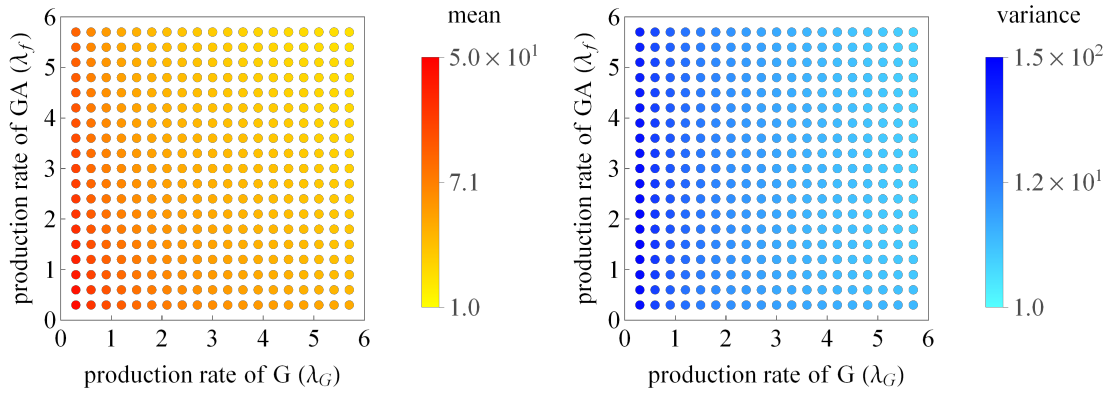 mean
5.0 × 10¹
7.1
1.0
production rate of GA (λ_f)
6
5
4
3
2
1
0
0 1 2 3 4 5 6
production rate of G (λ_G)
variance
1.5 × 10²
1.2 × 10¹
1.0
production rate of GA (λ_f)
6
5
4
3
2
1
0
0 1 2 3 4 5 6
production rate of G (λ_G)